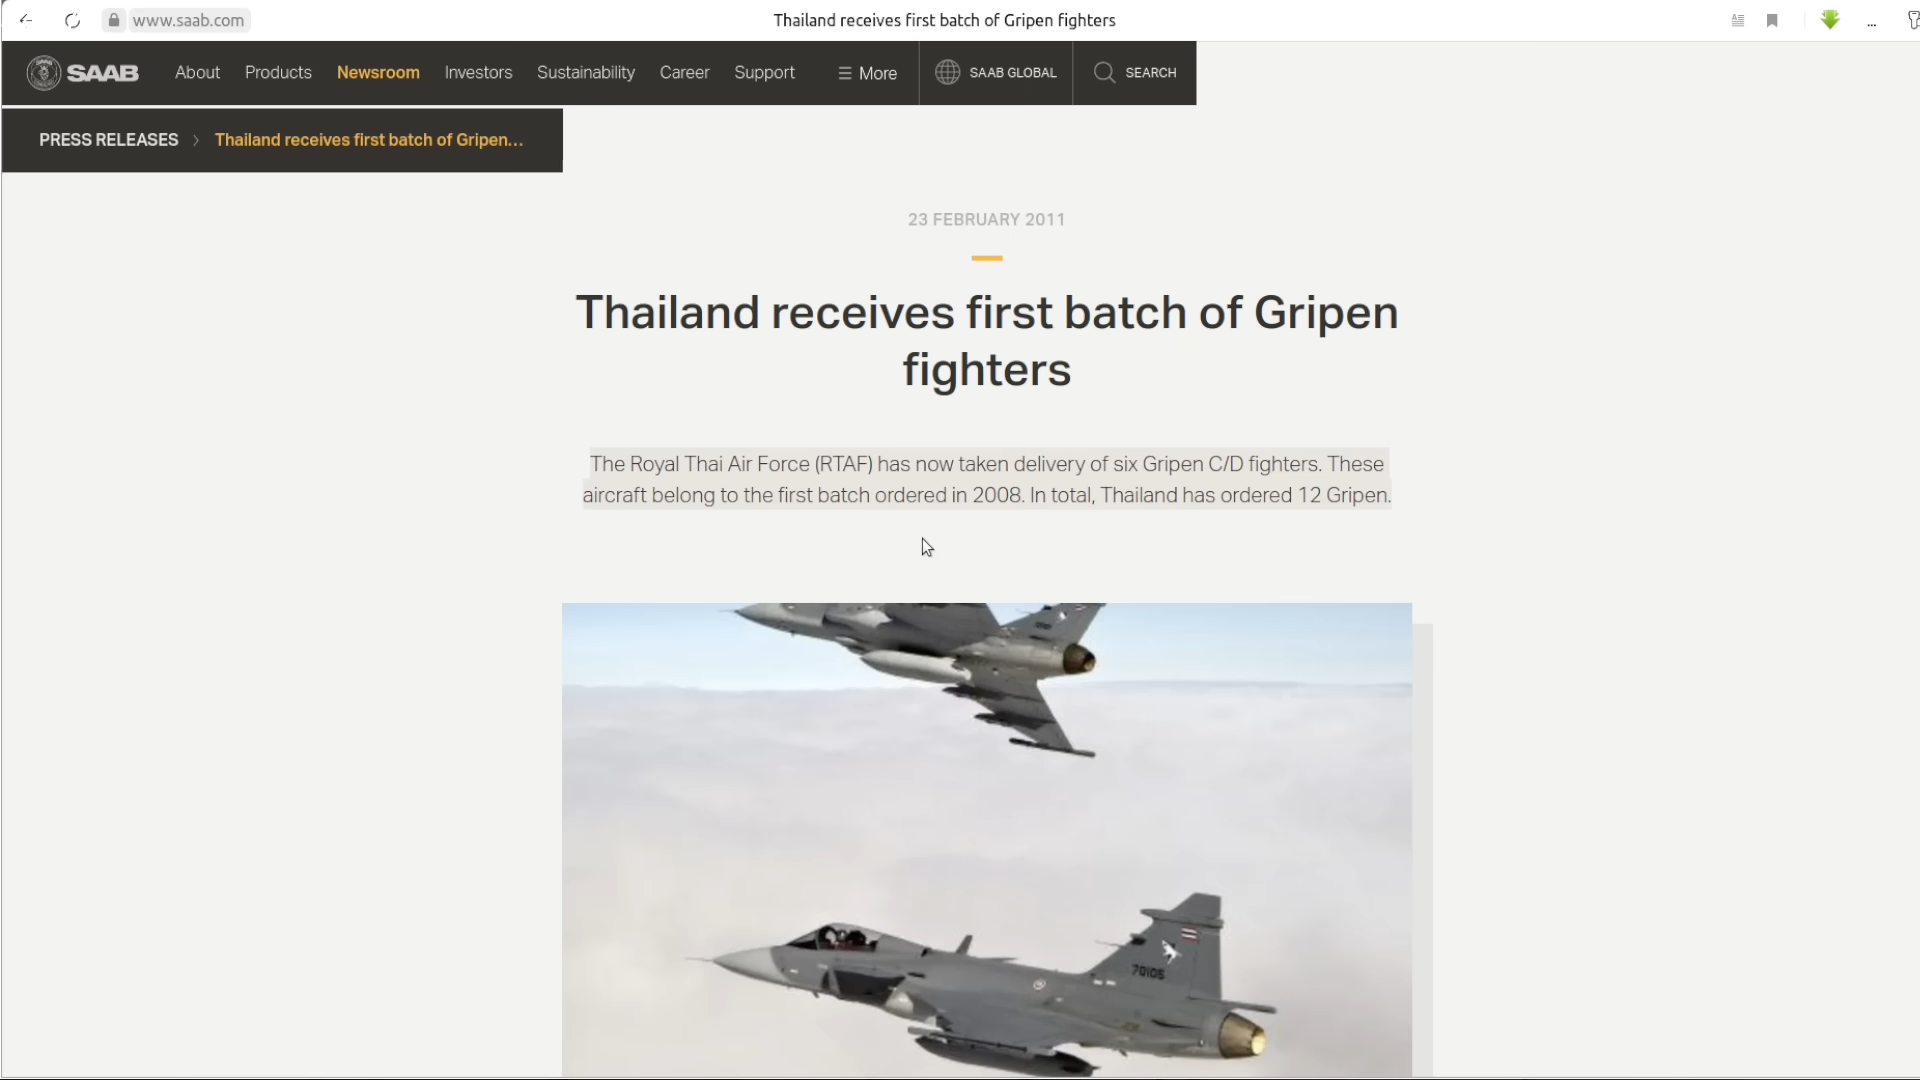 www.saab.com
Thailand receives first batch of Gripen fighters
...
SAAB
About
Products
Newsroom
Investors
Sustainability
Career
Support
More
SAAB GLOBAL
SEARCH
PRESS RELEASES
Thailand receives first batch of Gripen...
23 FEBRUARY 2011
Thailand receives first batch of Gripen
fighters
The Royal Thai Air Force (RTAF) has now taken delivery of six Gripen C/D fighters. These
aircraft belong to the first batch ordered in 2008. In total, Thailand has ordered 12 Gripen.
70105